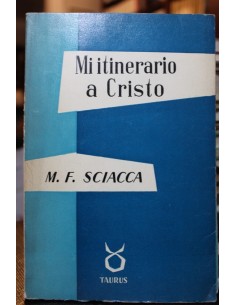 Mi itinerario
a Cristo
M. F. SCIACCA
TAURUS